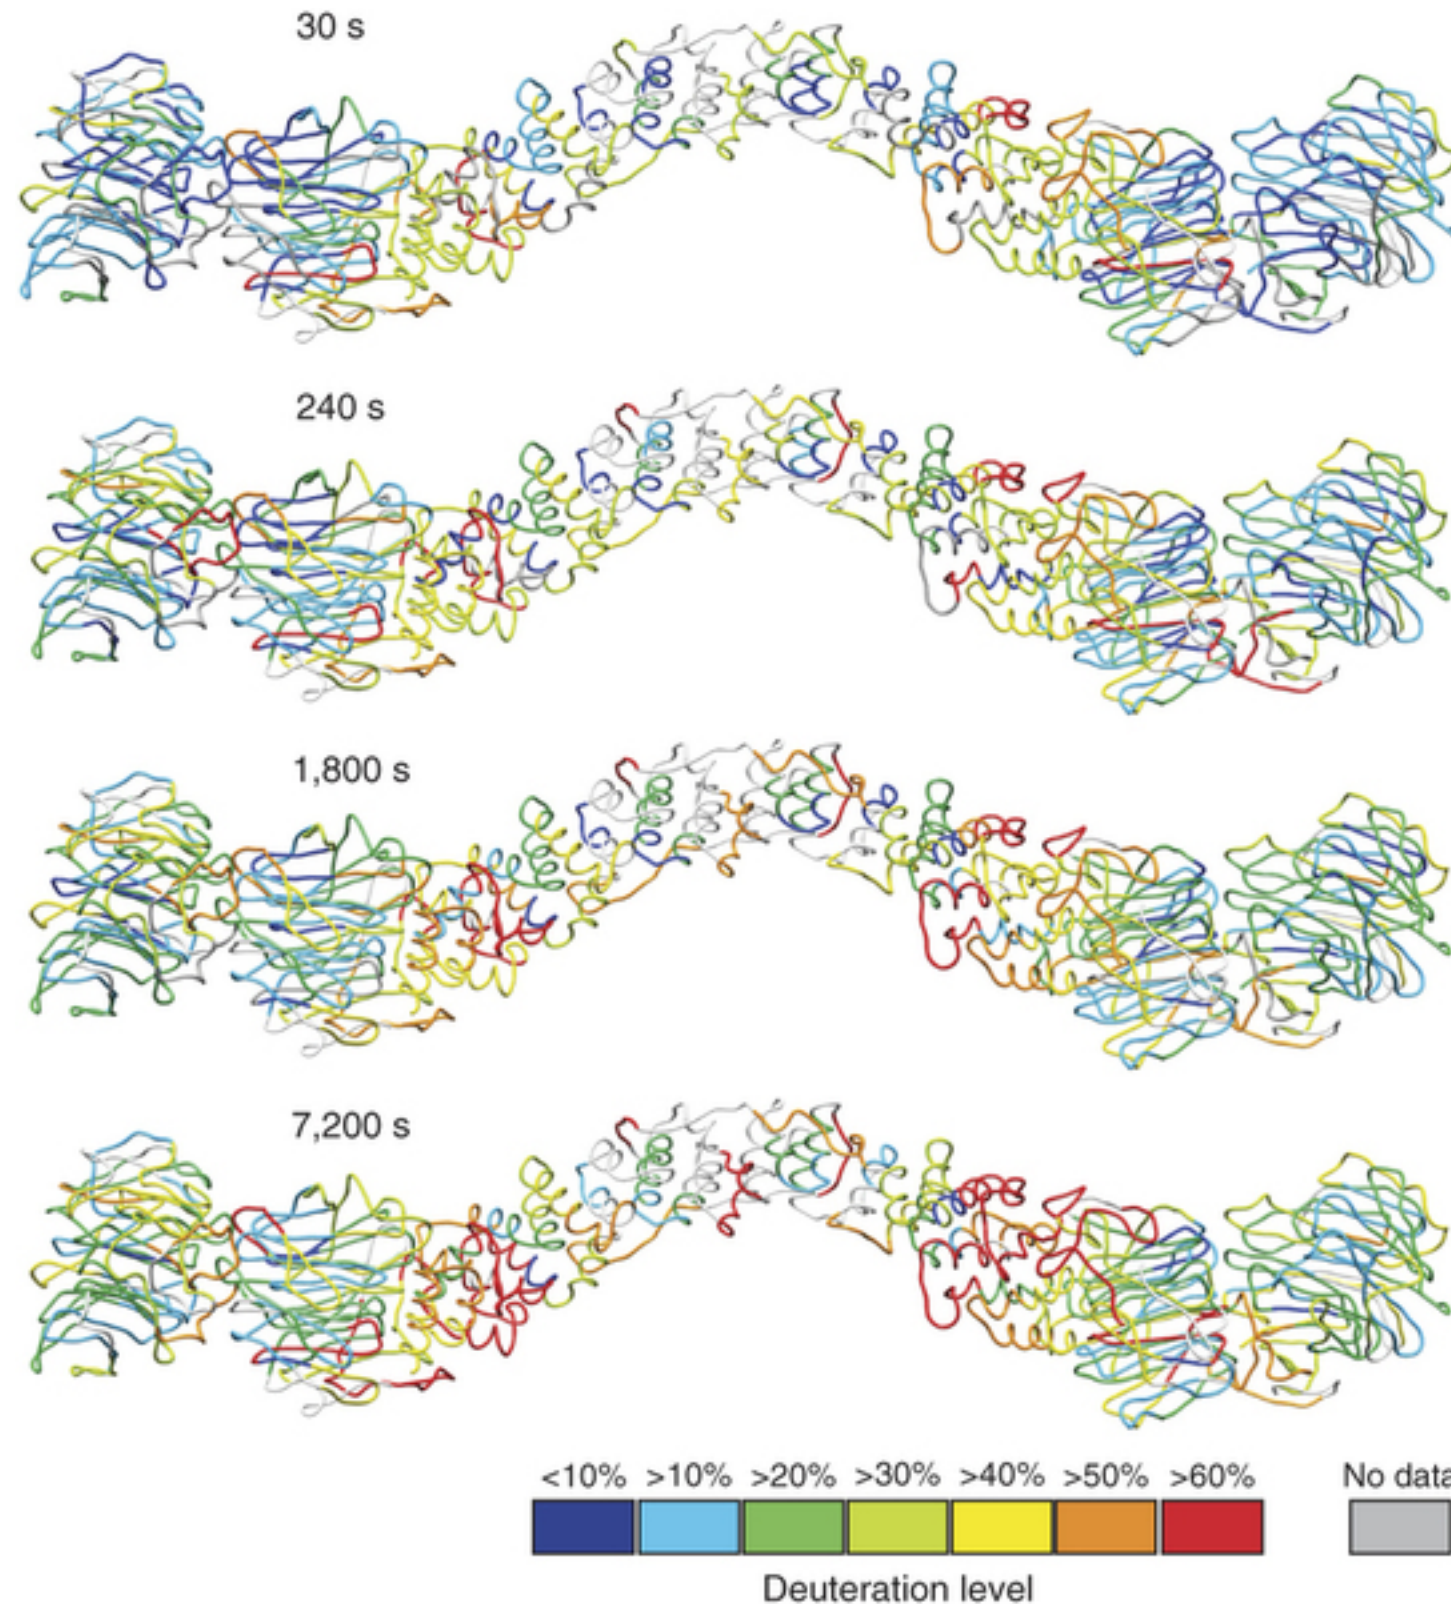 30 s
240 s
1,800 s
7,200 s
<10% >10% >20% >30% >40% >50% >60% No data
Deuteration level